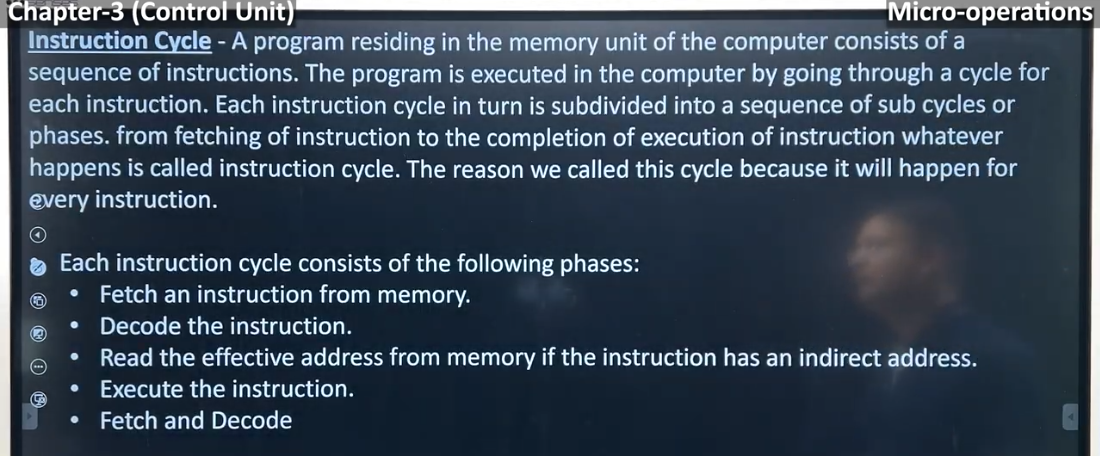 Chapter-3 (Control Unit)
Micro-operations
Instruction Cycle - A program residing in the memory unit of the computer consists of a
sequence of instructions. The program is executed in the computer by going through a cycle for
each instruction. Each instruction cycle in turn is subdivided into a sequence of sub cycles or
phases. from fetching of instruction to the completion of execution of instruction whatever
happens is called instruction cycle. The reason we called this cycle because it will happen for
every instruction.
Each instruction cycle consists of the following phases:
• Fetch an instruction from memory.
• Decode the instruction.
• Read the effective address from memory if the instruction has an indirect address.
• Execute the instruction.
• Fetch and Decode